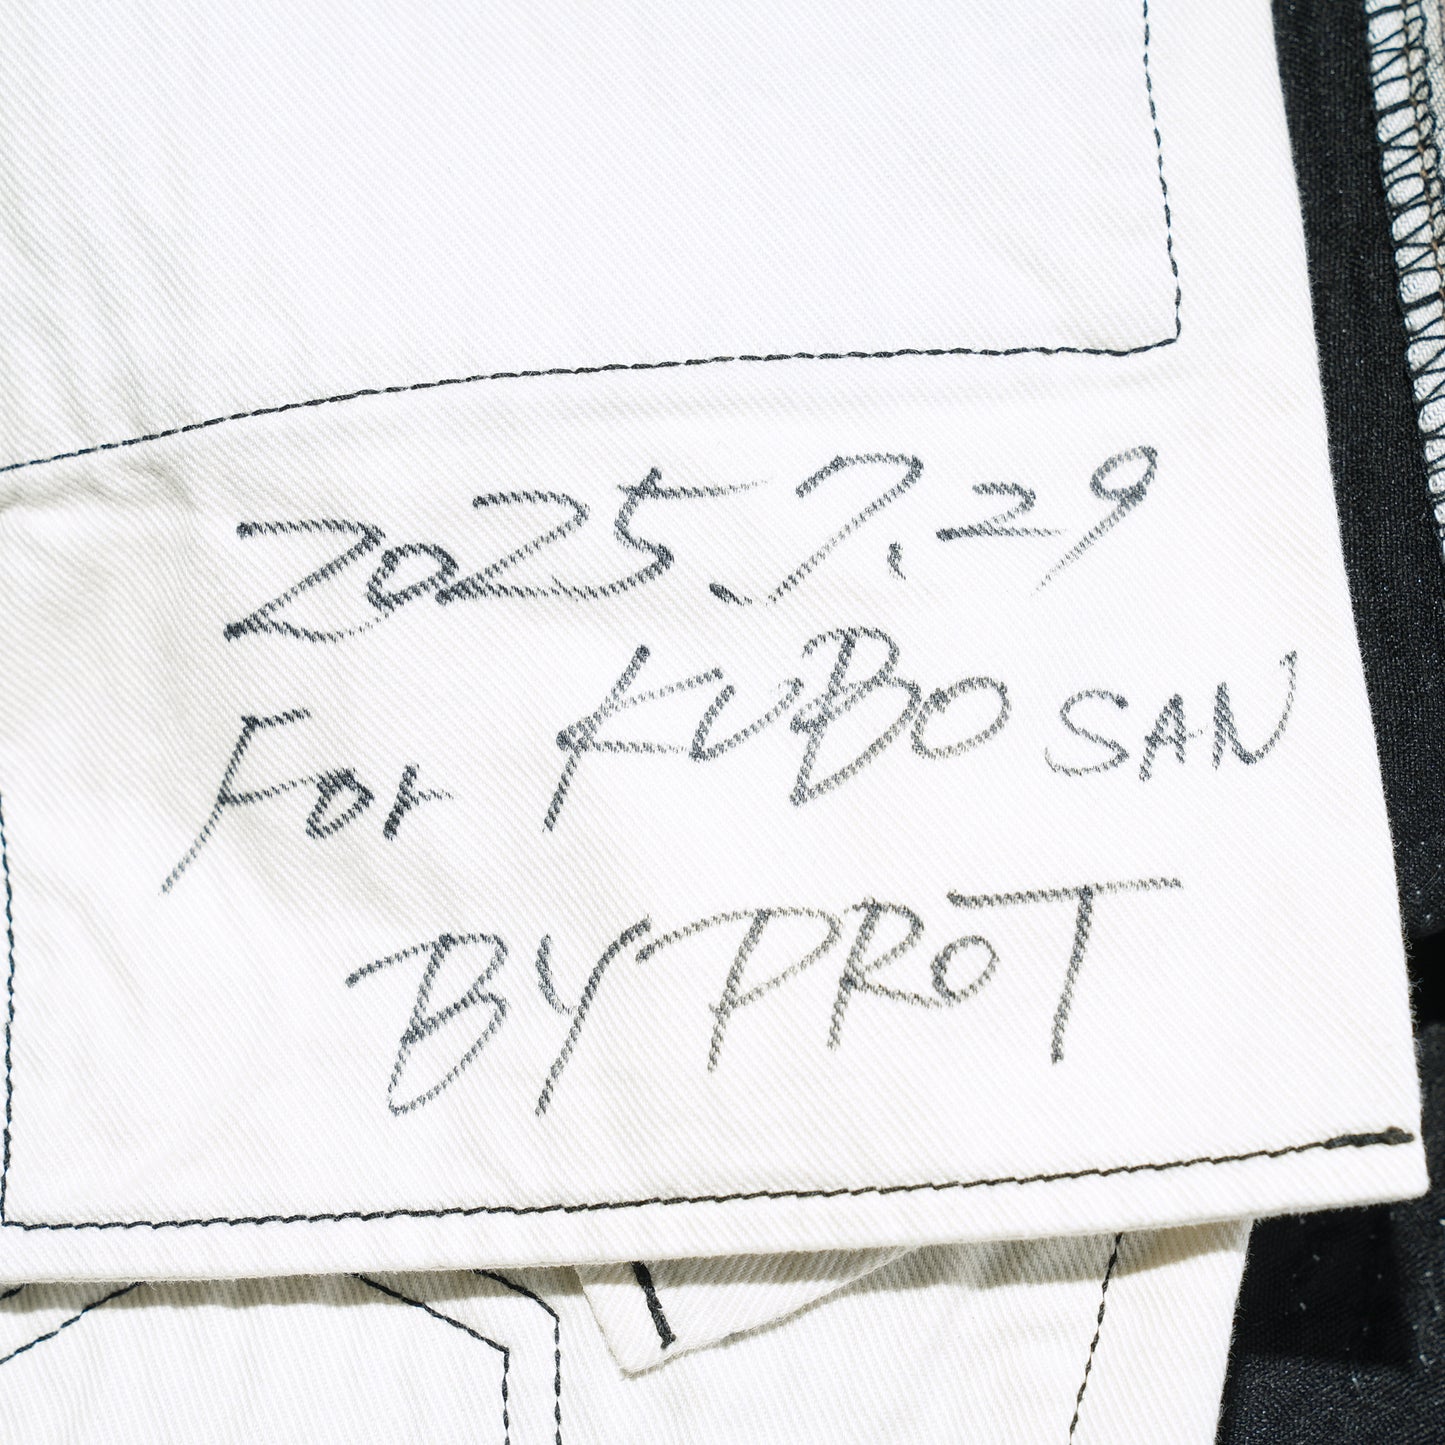 2025.7.29
For KUBO SAN
BY PROT